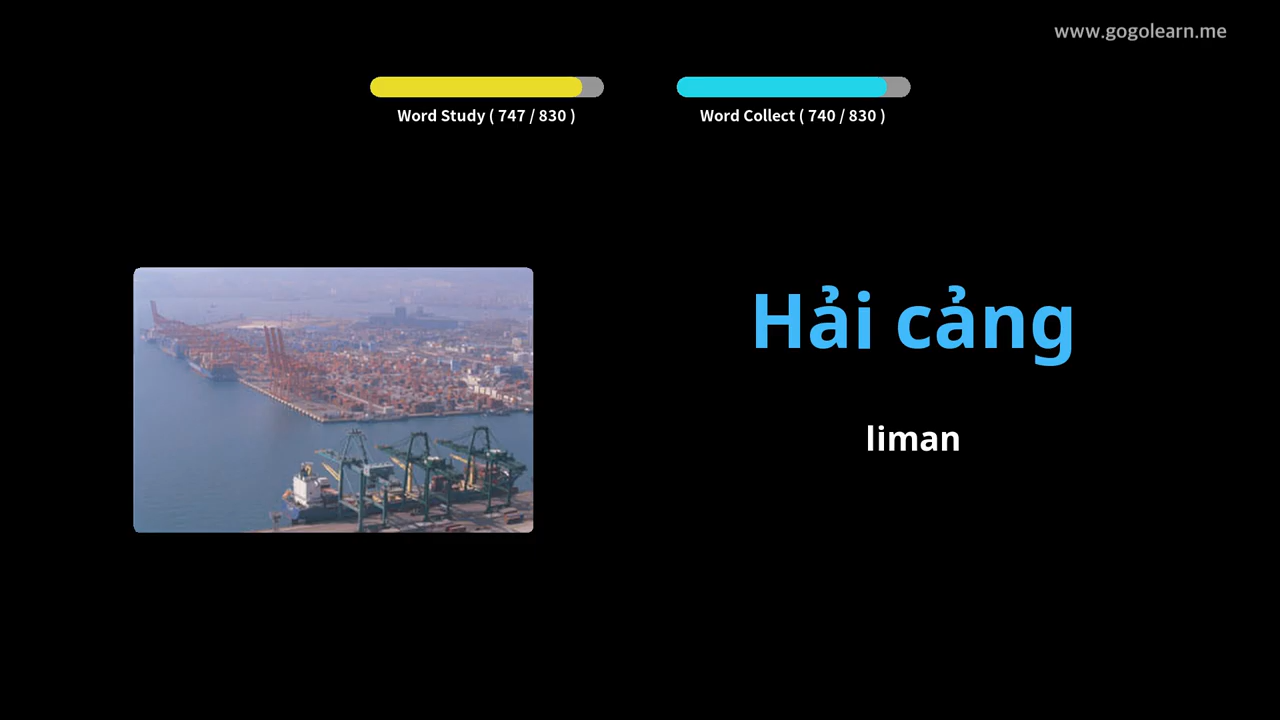 www.gogolearn.me
Word Study ( 747 / 830 )
Word Collect ( 740 / 830 )
Hải cảng
liman